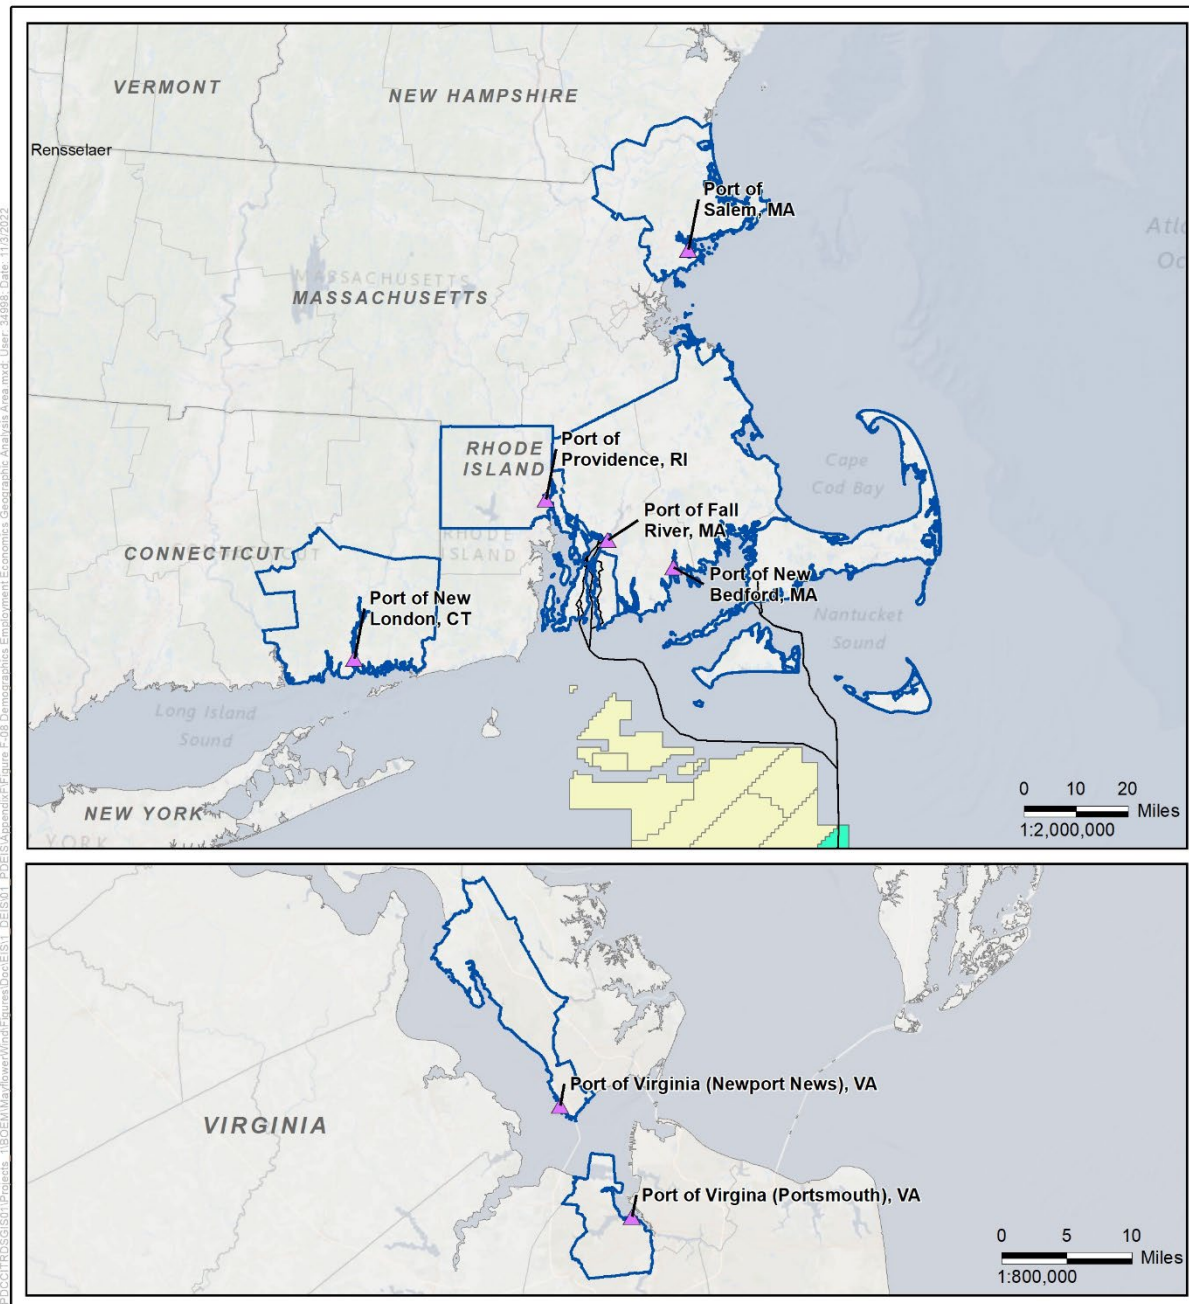 VERMONT
NEW HAMPSHIRE
Rensselaer
Port of
Salem, MA
MASSACHUSETTS
MASSACHUSETTS
Port of
Providence, RI
RHODE
ISLAND
Cape
Cod Bay
Port of Fall
River, MA
RHODE
ISLAND
CONNECTICUT
Port of New
London, CT
Port of New
Bedford, MA
Nantucket
Sound
Long Island
Sound
NEW YORK
YORK
0 10 20
Miles
1:2,000,000
Port of Virginia (Newport News), VA
VIRGINIA
Port of Virgina (Portsmouth), VA
0 5 10
Miles
1:800,000